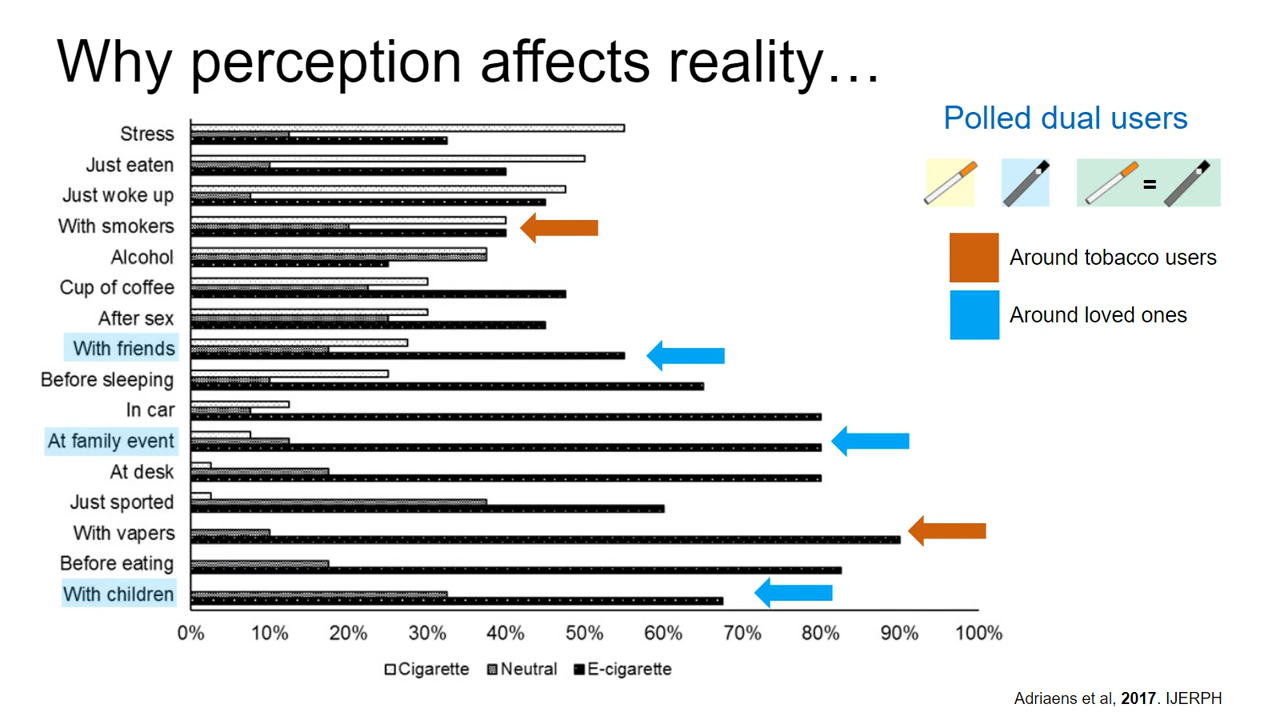 Why perception affects reality…
Polled dual users
=
Around tobacco users
Around loved ones
Stress
Just eaten
Just woke up
With smokers
Alcohol
Cup of coffee
After sex
With friends
Before sleeping
In car
At family event
At desk
Just sported
With vapers
Before eating
With children
0% 10% 20% 30% 40% 50% 60% 70% 80% 90% 100%
Cigarette Neutral E-cigarette
Adriaens et al, 2017. IJERPH